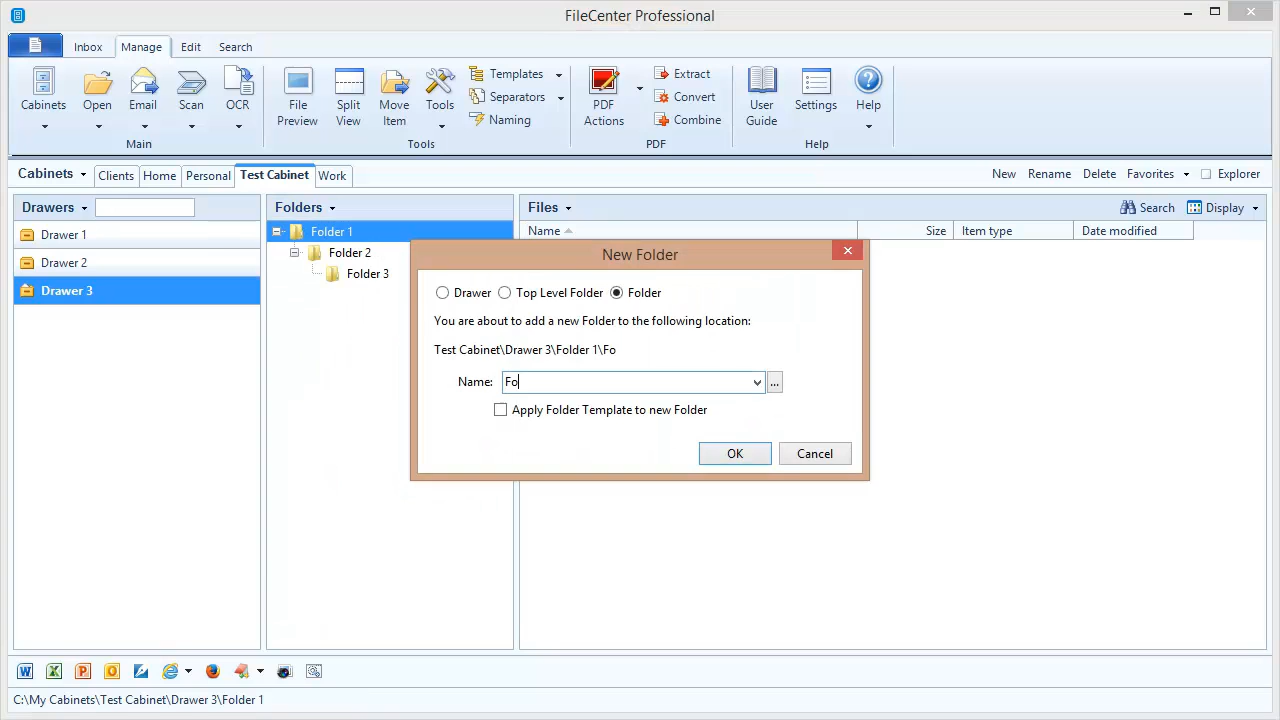 FileCenter Professional
Inbox Manage Edit Search
Cabinets Open Email Scan OCR
Main
File Preview Split View Move Item Tools
Templates
Separators
Naming
Tools
PDF Actions
Extract
Convert
Combine
PDF
User Guide Settings Help
Help
Cabinets Clients Home Personal Test Cabinet Work
New Rename Delete Favorites Explorer
Drawers
Drawer 1
Drawer 2
Drawer 3
Folders
Folder 1
Folder 2
Folder 3
Files Search Display
Name Size Item type Date modified
New Folder
Drawer Top Level Folder Folder
You are about to add a new Folder to the following location:
Test Cabinet\Drawer 3\Folder 1\Fo
Name: Fo ...
Apply Folder Template to new Folder
OK Cancel
C:\My Cabinets\Test Cabinet\Drawer 3\Folder 1